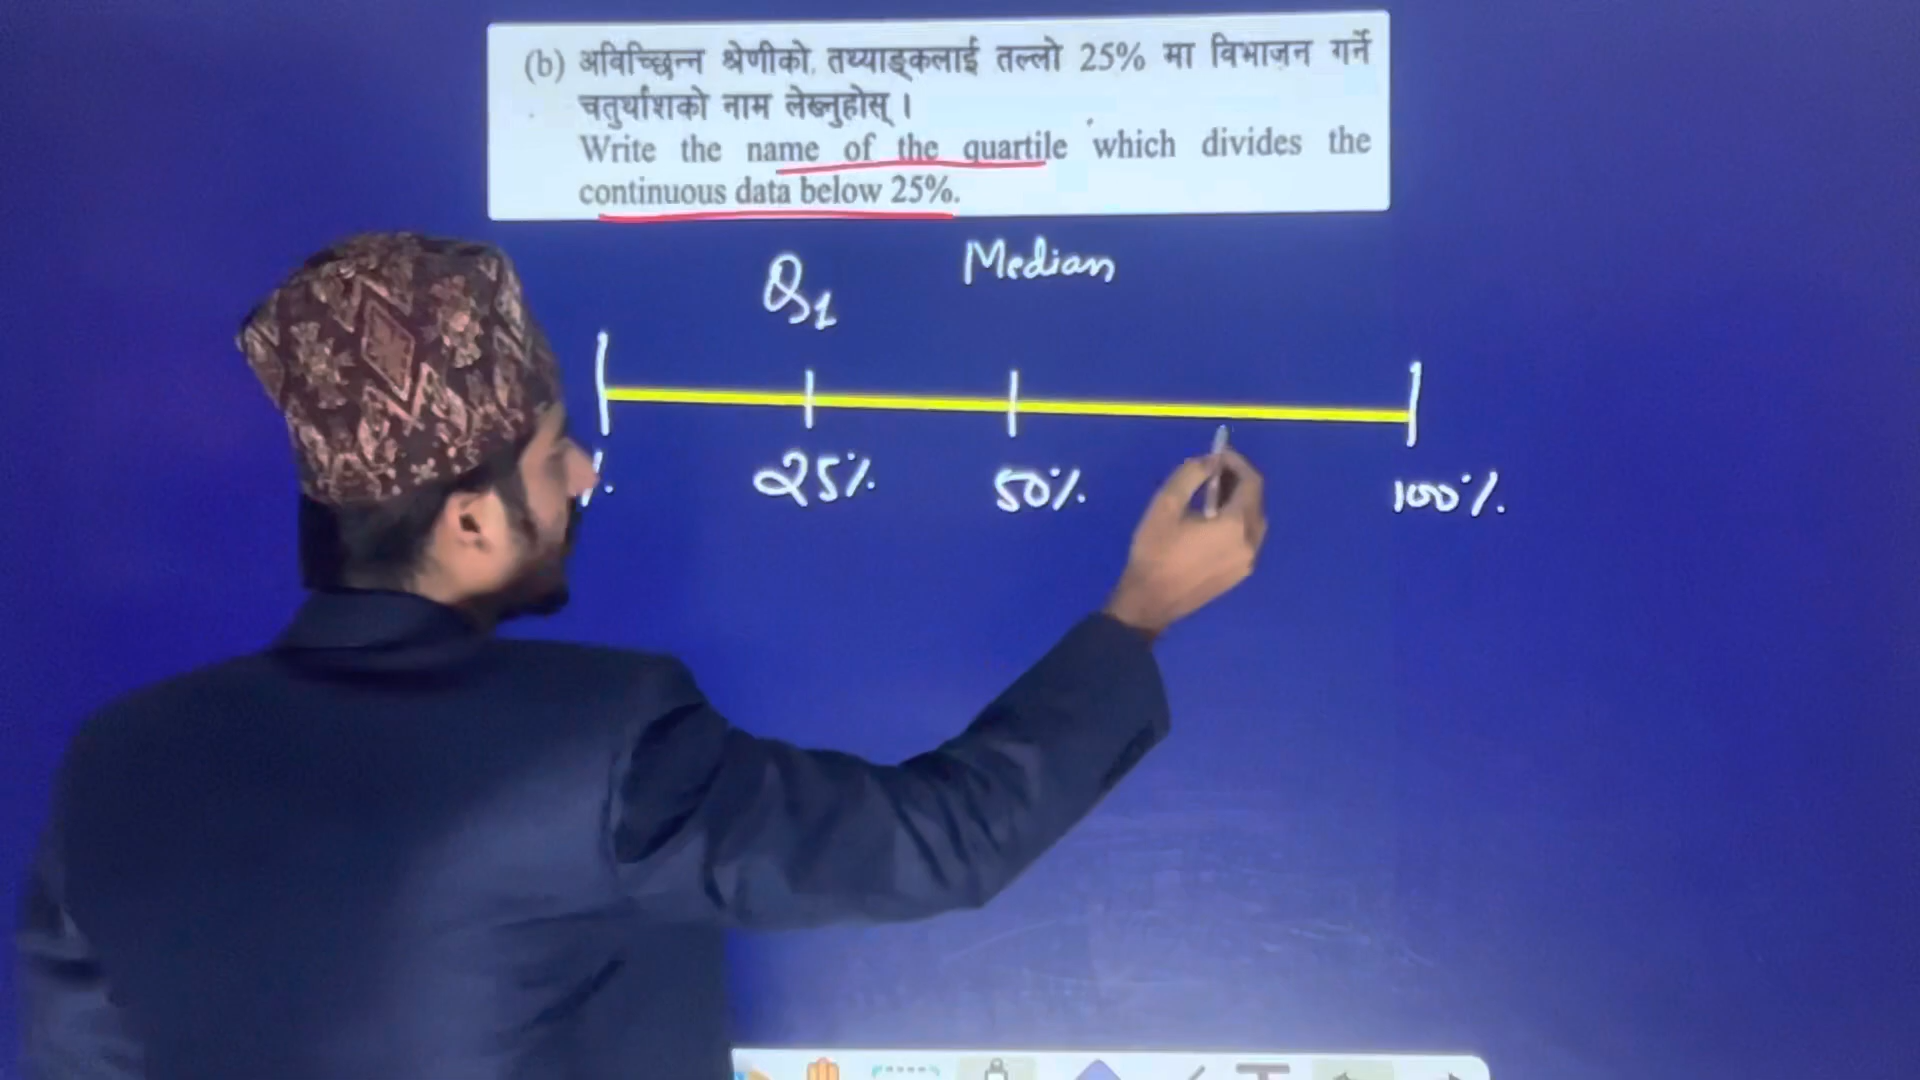 (b) अविच्छिन्न श्रेणीको तथ्याङ्कलाई तल्लो 25% मा विभाजन गर्ने
चतुर्थांशको नाम लेख्नुहोस् ।
Write the name of the quartile which divides the
continuous data below 25%.
Q1 Median
% 25% 50% 100%